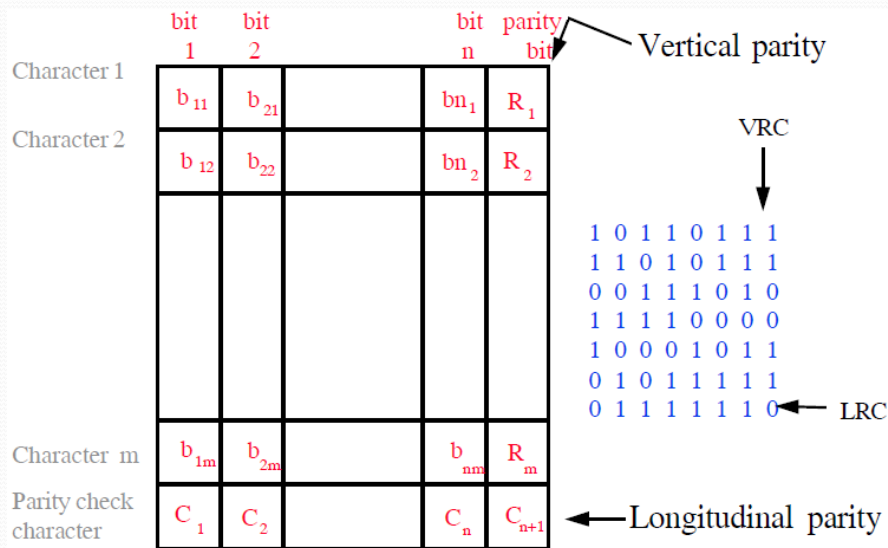 bit bit bit parity
1 2 n bit
Vertical parity
Character 1
b11 b21 bn1 R1
Character 2
b12 b22 bn2 R2
VRC
1 0 1 1 0 1 1 1
1 1 0 1 0 1 1 1
0 0 1 1 1 0 1 0
1 1 1 1 0 0 0 0
1 0 0 0 1 0 1 1
0 1 0 1 1 1 1 1
0 1 1 1 1 1 1 0
LRC
Character m
b1m b2m bnm Rm
Parity check
character
C1 C2 Cn Cn+1
Longitudinal parity